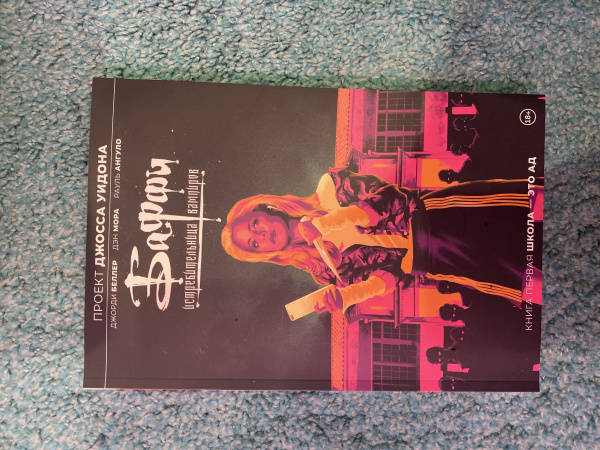 ПРОЕКТ ДЖОССА УИДОНА
ДЖОРДИ БЕЛЛЕР ДЭН МОРА РАУЛЬ АНГУЛО
Баффи
истребительница вампиров
КНИГА ПЕРВАЯ ШКОЛА — ЭТО АД
18+